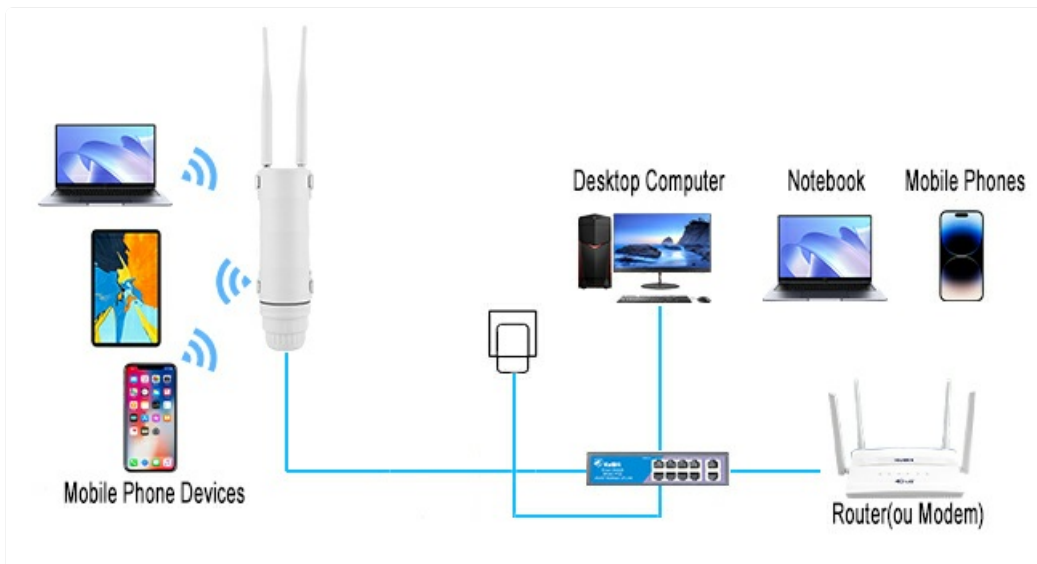 Desktop Computer
Notebook
Mobile Phones
Mobile Phone Devices
Router(ou Modem)